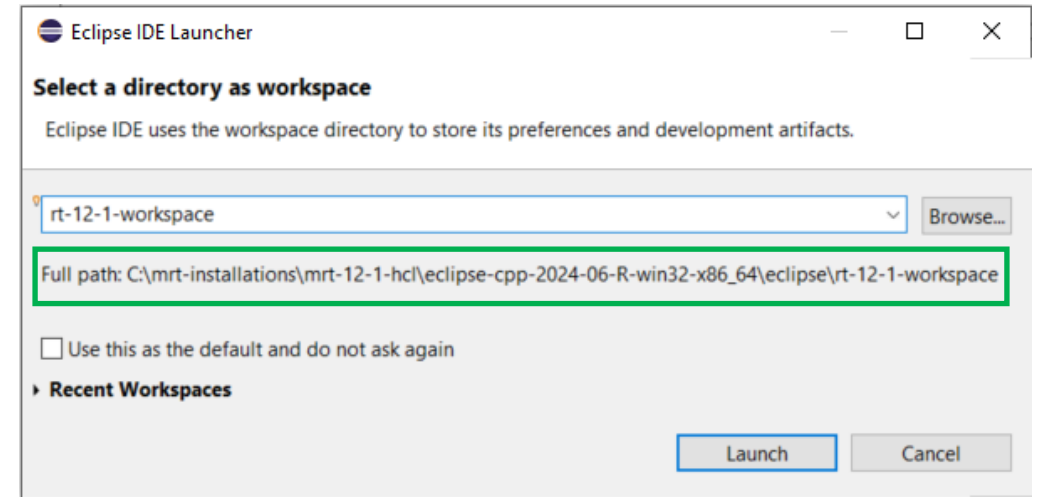 Eclipse IDE Launcher
Select a directory as workspace
Eclipse IDE uses the workspace directory to store its preferences and development artifacts.
rt-12-1-workspace
Browse...
Full path: C:\mrt-installations\mrt-12-1-hcl\eclipse-cpp-2024-06-R-win32-x86_64\eclipse\rt-12-1-workspace
Use this as the default and do not ask again
Recent Workspaces
Launch
Cancel